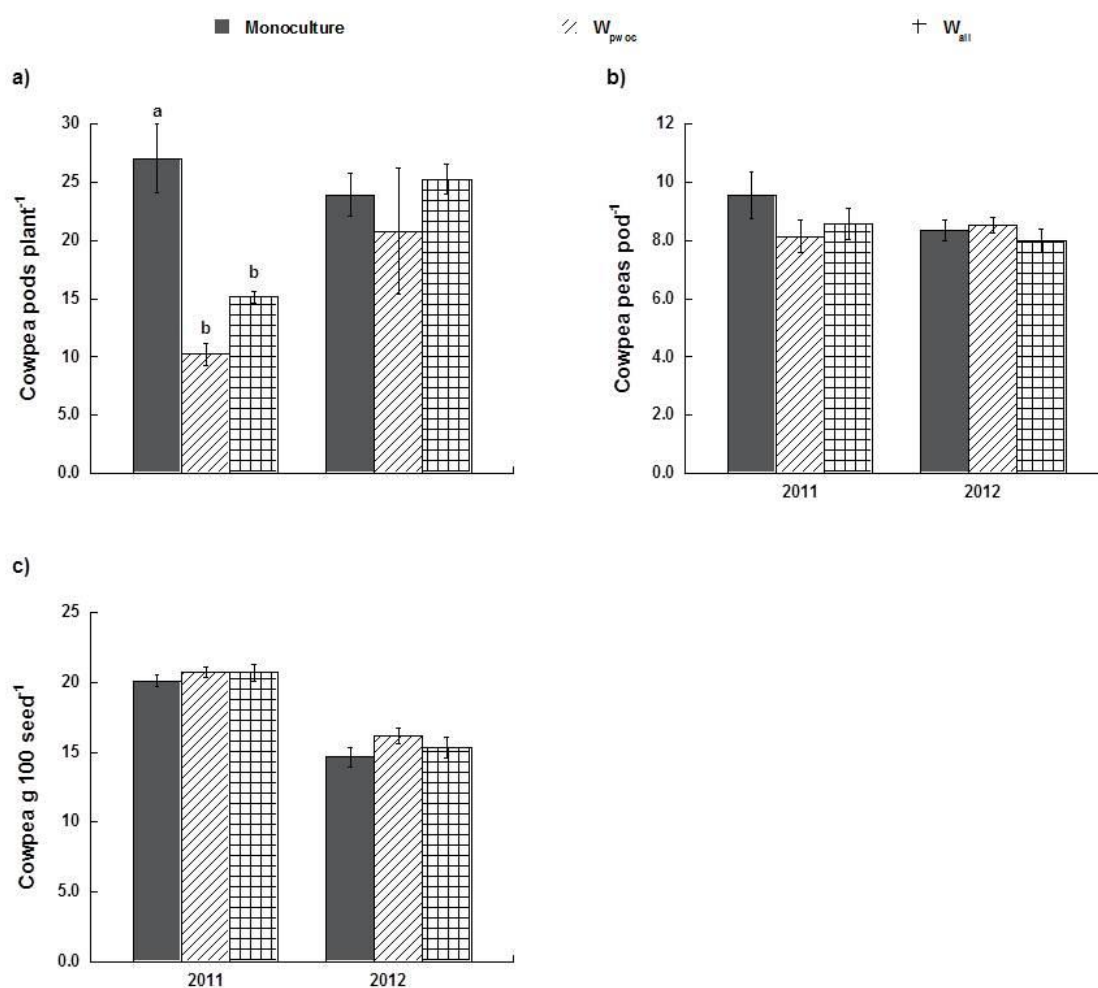 Monoculture W_pwoc W_all
a) b)
Cowpea pods plant⁻¹
30
25
20
15
10
5.0
0.0
a
b
b
Cowpea peas pod⁻¹
12
10
8.0
6.0
4.0
2.0
0.0
2011 2012
c)
Cowpea g 100 seed⁻¹
25
20
15
10
5.0
0.0
2011 2012